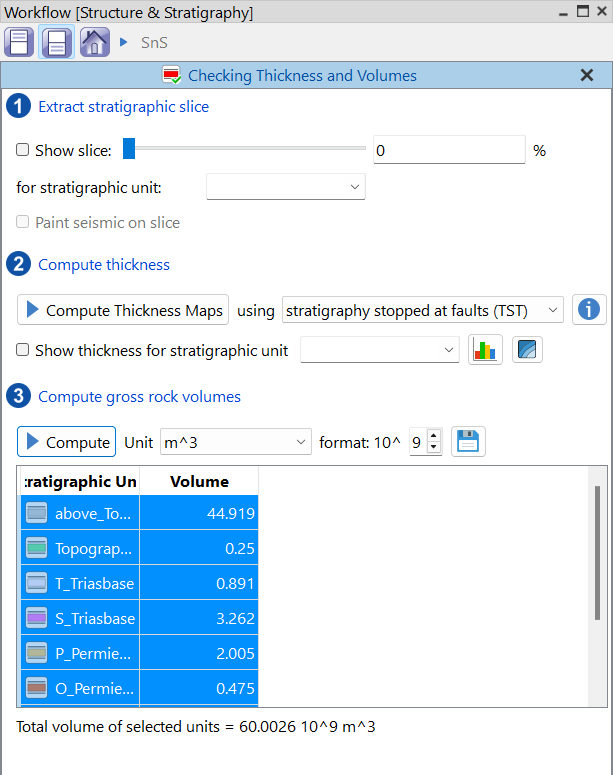 Workflow [Structure & Stratigraphy]
SnS
Checking Thickness and Volumes
1 Extract stratigraphic slice
Show slice: 0 %
for stratigraphic unit:
Paint seismic on slice
2 Compute thickness
Compute Thickness Maps using stratigraphy stopped at faults (TST) i
Show thickness for stratigraphic unit
3 Compute gross rock volumes
Compute Unit m^3 format: 10^ 9
tratigraphic Un Volume
above_To... 44.919
Topograp... 0.25
T_Triasbase 0.891
S_Triasbase 3.262
P_Permie... 2.005
O_Permie... 0.475
Total volume of selected units = 60.0026 10^9 m^3